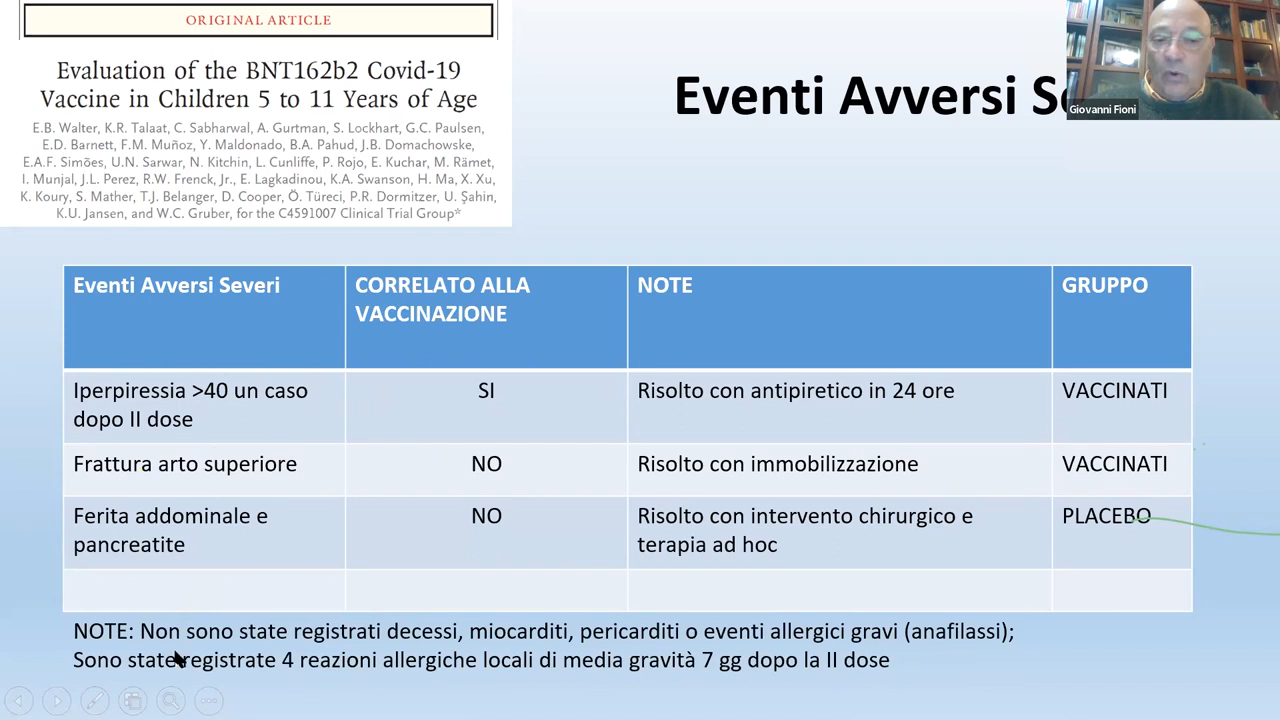 ORIGINAL ARTICLE
Evaluation of the BNT162b2 Covid-19
Vaccine in Children 5 to 11 Years of Age
E.B. Walter, K.R. Talaat, C. Sabharwal, A. Gurtman, S. Lockhart, G.C. Paulsen,
E.D. Barnett, F.M. Muñoz, Y. Maldonado, B.A. Pahud, J.B. Domachowske,
E.A.F. Simões, U.N. Sarwar, N. Kitchin, L. Cunliffe, P. Rojo, E. Kuchar, M. Rämet,
I. Munjal, J.L. Perez, R.W. Frenck, Jr., E. Lagkadinou, K.A. Swanson, H. Ma, X. Xu,
K. Koury, S. Mather, T.J. Belanger, D. Cooper, Ö. Türeci, P.R. Dormitzer, U. Şahin,
K.U. Jansen, and W.C. Gruber, for the C4591007 Clinical Trial Group*
Eventi Avversi S
Giovanni Fioni
Eventi Avversi Severi
CORRELATO ALLA
VACCINAZIONE
NOTE
GRUPPO
Iperpiressia >40 un caso
dopo II dose
SI
Risolto con antipiretico in 24 ore
VACCINATI
Frattura arto superiore
NO
Risolto con immobilizzazione
VACCINATI
Ferita addominale e
pancreatite
NO
Risolto con intervento chirurgico e
terapia ad hoc
PLACEBO
NOTE: Non sono state registrati decessi, miocarditi, pericarditi o eventi allergici gravi (anafilassi);
Sono state registrate 4 reazioni allergiche locali di media gravità 7 gg dopo la II dose